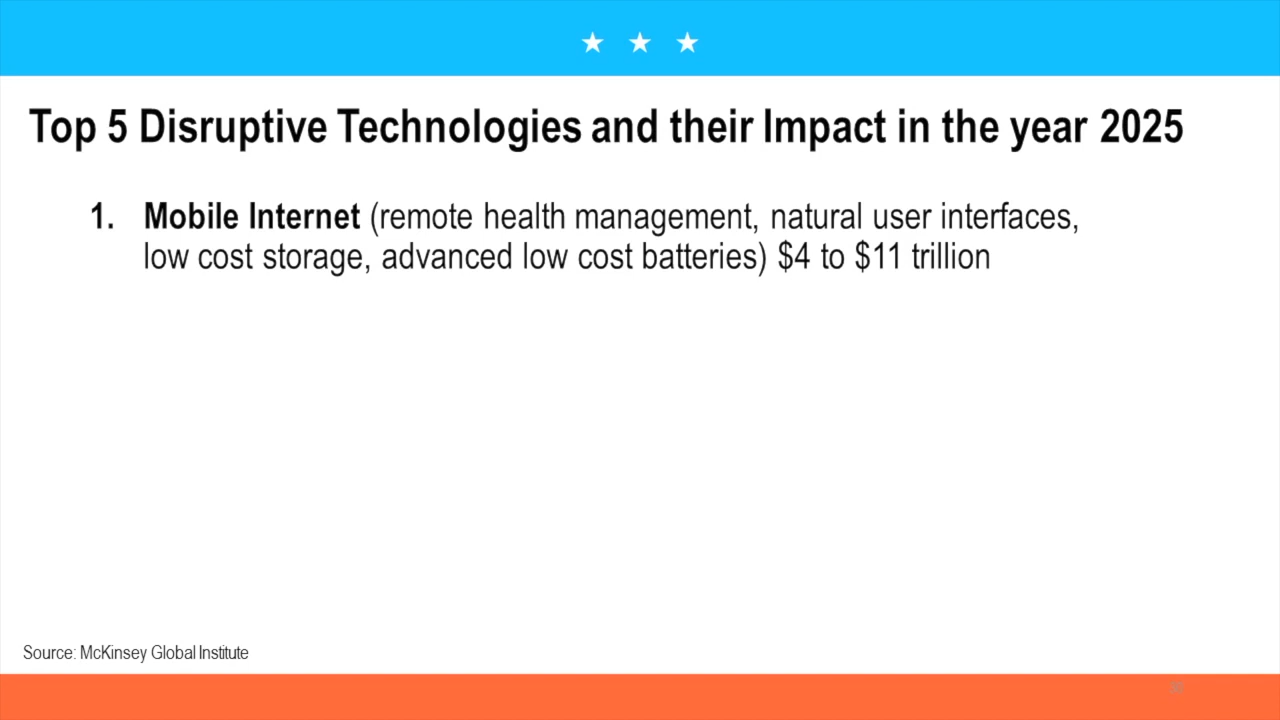 Top 5 Disruptive Technologies and their Impact in the year 2025
1. Mobile Internet (remote health management, natural user interfaces,
low cost storage, advanced low cost batteries) $4 to $11 trillion
Source: McKinsey Global Institute